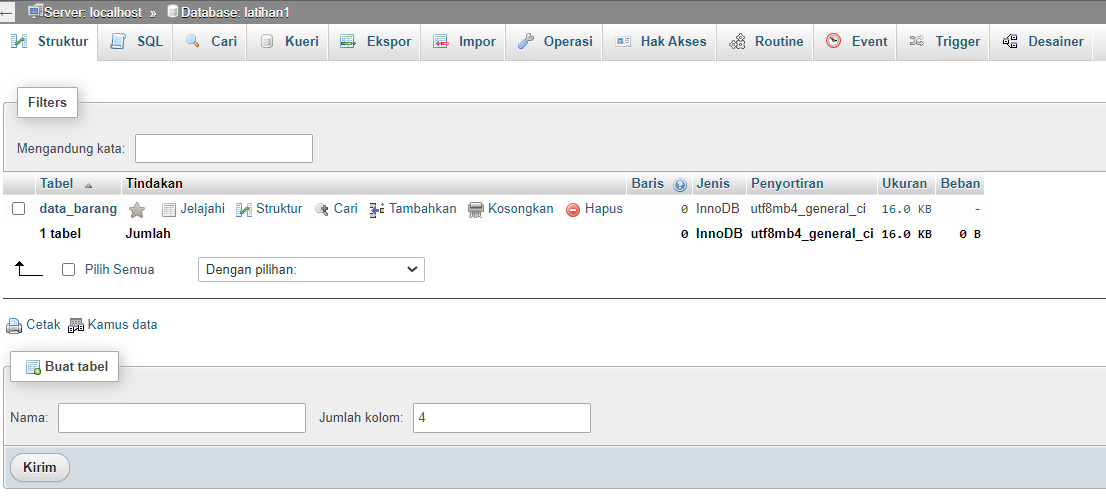 Server: localhost » Database: latihan1
Struktur SQL Cari Kueri Ekspor Impor Operasi Hak Akses Routine Event Trigger Desainer
Filters
Mengandung kata:
Tabel Tindakan Baris Jenis Penyortiran Ukuran Beban
data_barang Jelajahi Struktur Cari Tambahkan Kosongkan Hapus 0 InnoDB utf8mb4_general_ci 16.0 KB -
1 tabel Jumlah 0 InnoDB utf8mb4_general_ci 16.0 KB 0 B
Pilih Semua Dengan pilihan:
Cetak Kamus data
Buat tabel
Nama: Jumlah kolom: 4
Kirim